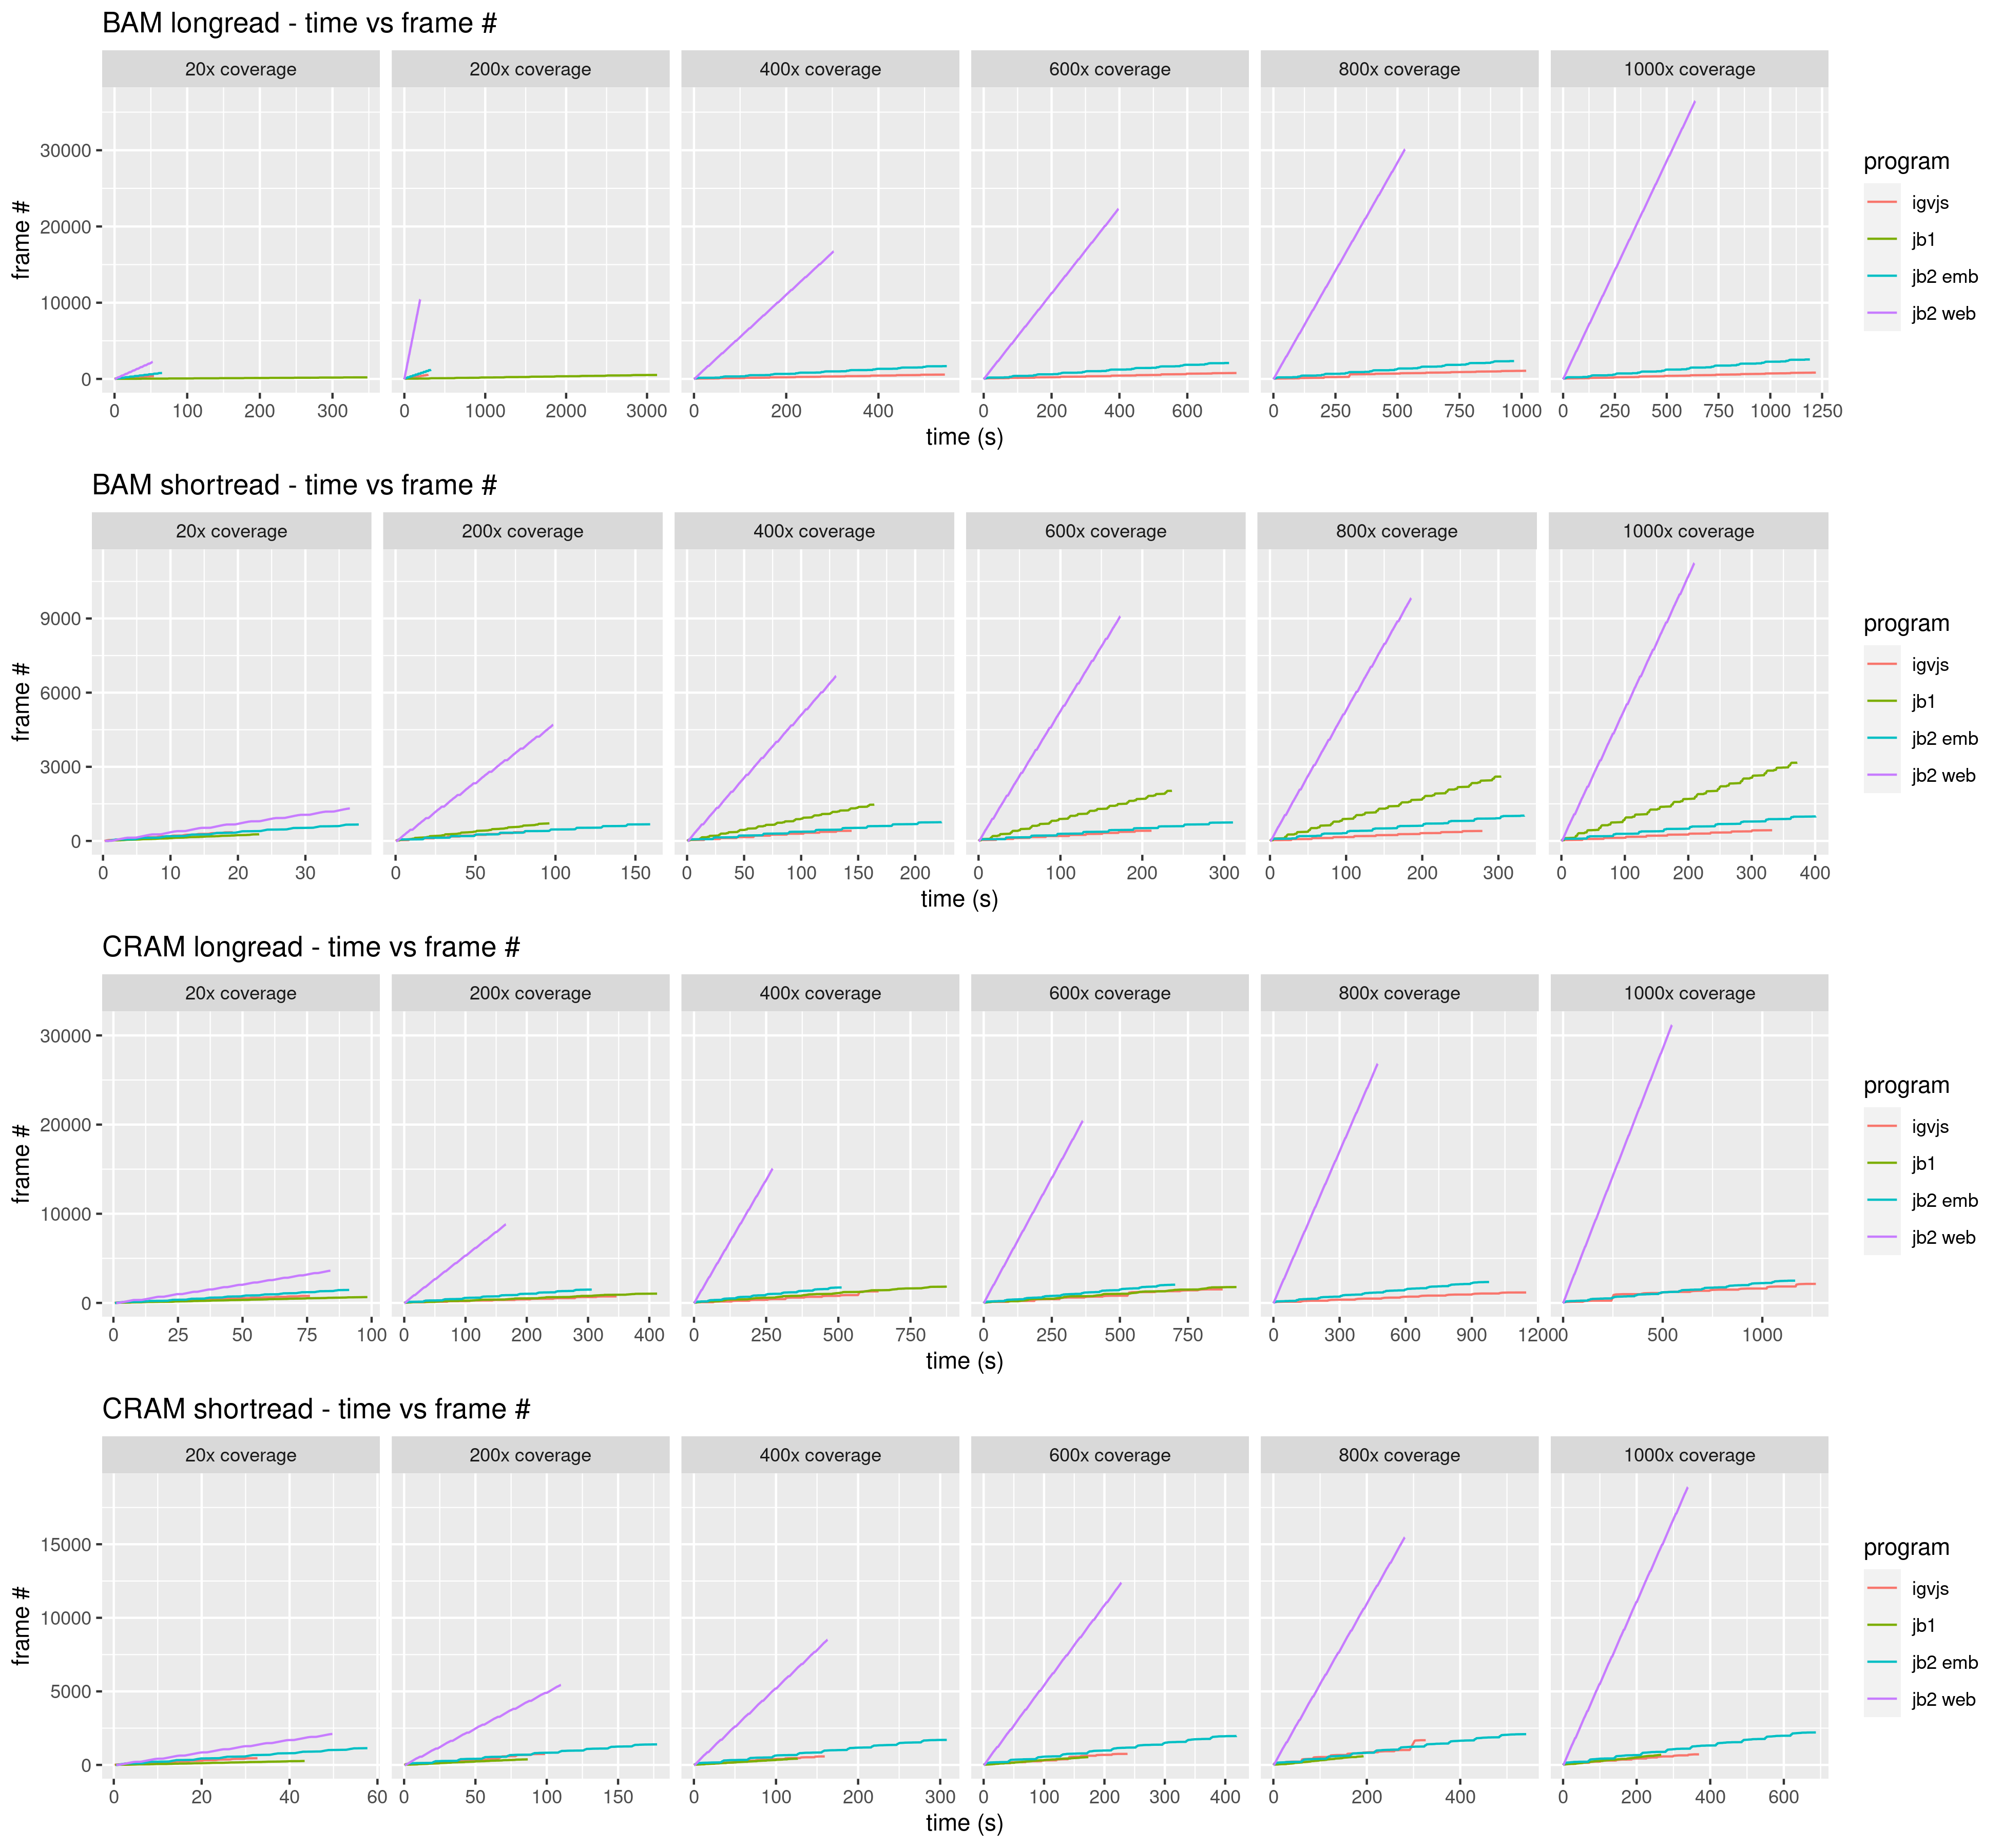 BAM longread - time vs frame #
20x coverage 200x coverage 400x coverage 600x coverage 800x coverage 1000x coverage
frame #
30000
20000
10000
0
0 100 200 300 0 1000 2000 3000 0 200 400 0 200 400 600 0 250 500 750 1000 0 250 500 750 1000 1250
time (s)
program
igvjs
jb1
jb2 emb
jb2 web
BAM shortread - time vs frame #
20x coverage 200x coverage 400x coverage 600x coverage 800x coverage 1000x coverage
frame #
9000
6000
3000
0
0 10 20 30 0 50 100 150 0 50 100 150 200 0 100 200 300 0 100 200 300 0 100 200 300 400
time (s)
program
igvjs
jb1
jb2 emb
jb2 web
CRAM longread - time vs frame #
20x coverage 200x coverage 400x coverage 600x coverage 800x coverage 1000x coverage
frame #
30000
20000
10000
0
0 25 50 75 100 0 100 200 300 400 0 250 500 750 0 250 500 750 0 300 600 900 1200 0 500 1000
time (s)
program
igvjs
jb1
jb2 emb
jb2 web
CRAM shortread - time vs frame #
20x coverage 200x coverage 400x coverage 600x coverage 800x coverage 1000x coverage
frame #
15000
10000
5000
0
0 20 40 60 0 50 100 150 0 100 200 300 0 100 200 300 400 0 200 400 0 200 400 600
time (s)
program
igvjs
jb1
jb2 emb
jb2 web